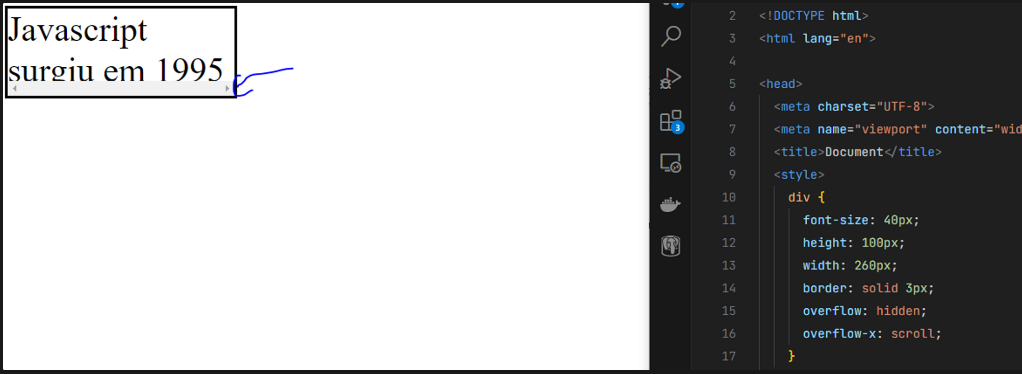 Javascript
surgiu em 1995
2 <!DOCTYPE html>
3 <html lang="en">
4
5 <head>
6 <meta charset="UTF-8">
7 <meta name="viewport" content="wid
8 <title>Document</title>
9 <style>
10 div {
11 font-size: 40px;
12 height: 100px;
13 width: 260px;
14 border: solid 3px;
15 overflow: hidden;
16 overflow-x: scroll;
17 }
3